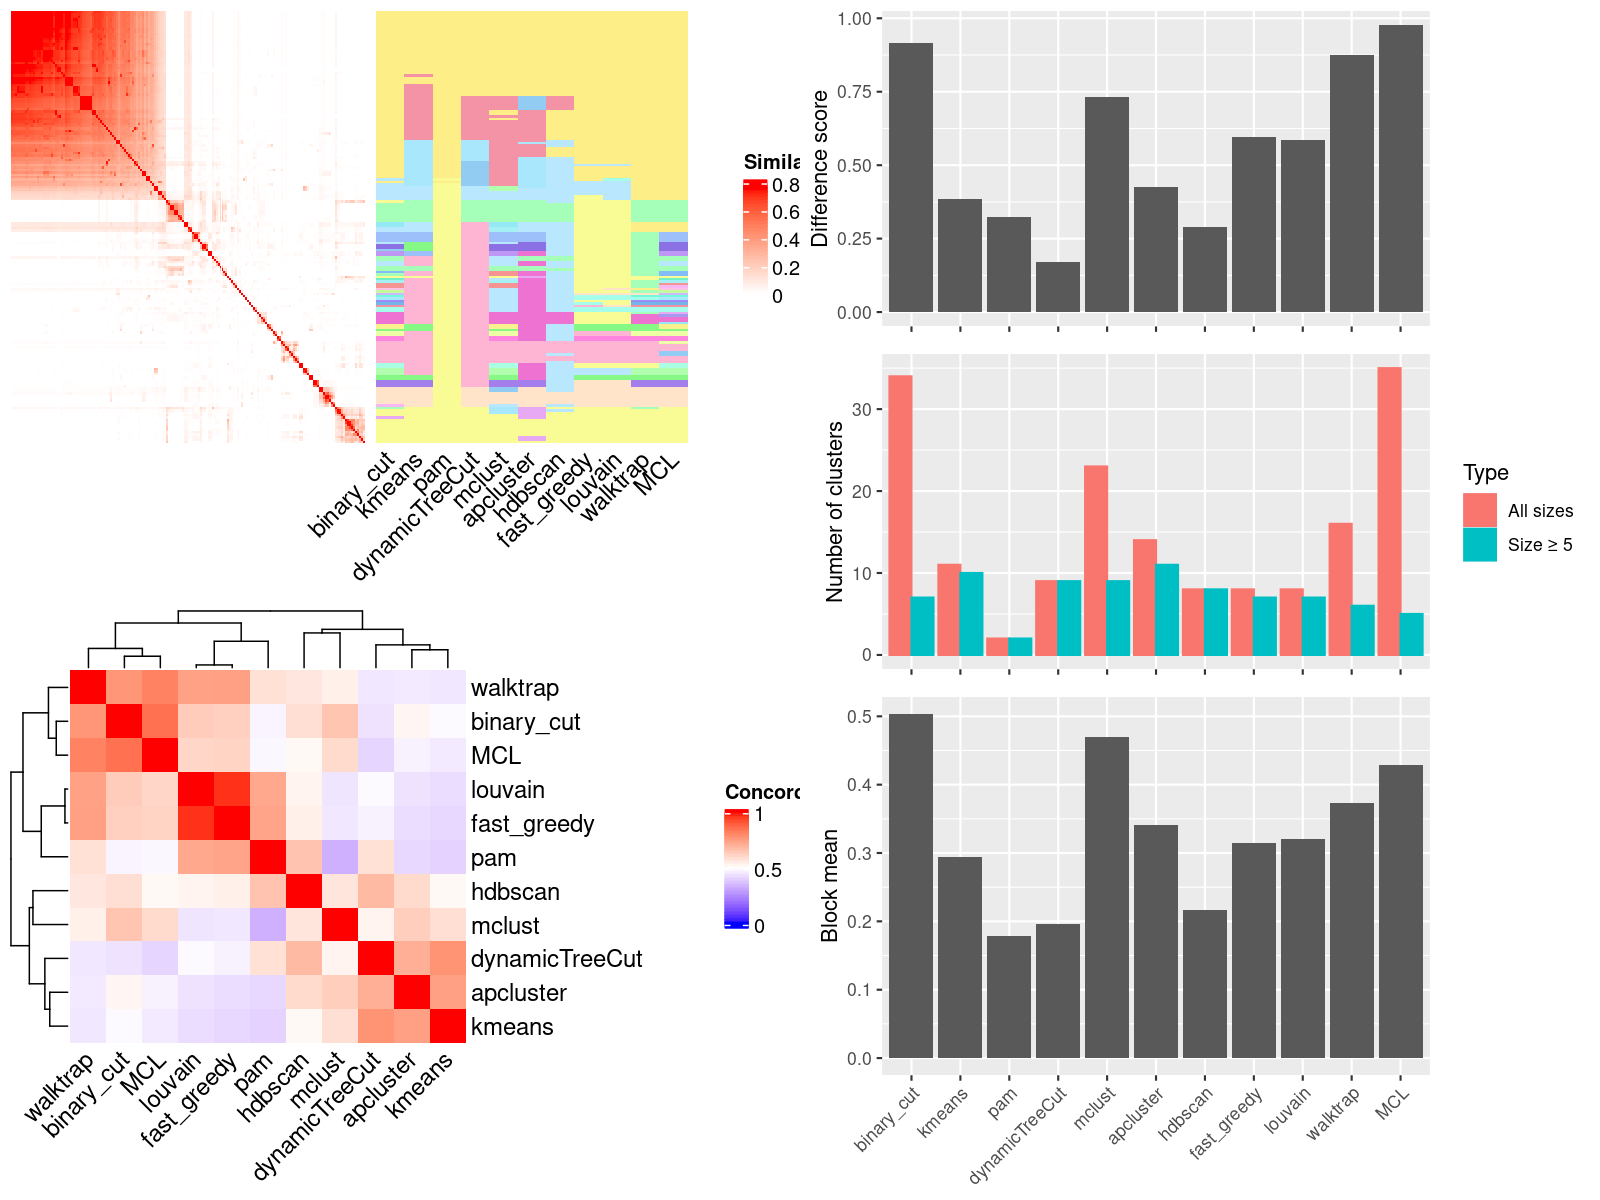 Simila
0.8
0.6
0.4
0.2
0
binary_cut
kmeans
pam
dynamicTreeCut
mclust
apcluster
hdbscan
fast_greedy
louvain
walktrap
MCL
walktrap
binary_cut
MCL
louvain
fast_greedy
pam
hdbscan
mclust
dynamicTreeCut
apcluster
kmeans
walktrap
binary_cut
MCL
louvain
fast_greedy
pam
hdbscan
mclust
dynamicTreeCut
apcluster
kmeans
Concord
1
0.5
0
Difference score
1.00
0.75
0.50
0.25
0.00
Number of clusters
30
20
10
0
Type
All sizes
Size ≥ 5
Block mean
0.5
0.4
0.3
0.2
0.1
0.0
binary_cut
kmeans
pam
dynamicTreeCut
mclust
apcluster
hdbscan
fast_greedy
louvain
walktrap
MCL